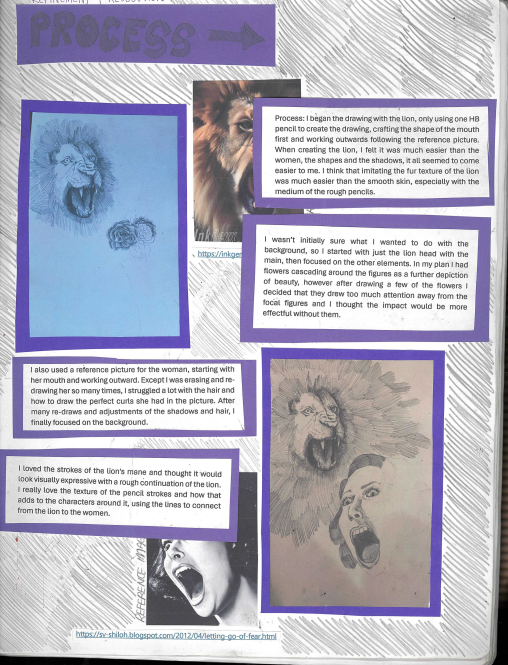 PROCESS
Process: I began the drawing with the lion, only using one HB
pencil to create the drawing, crafting the shape of the mouth
first and working outwards following the reference picture.
When creating the lion, I felt it was much easier than the
women, the shapes and the shadows, it all seemed to come
easier to me. I think that imitating the fur texture of the lion
was much easier than the smooth skin, especially with the
medium of the rough pencils.
https://inkger
I wasn't initially sure what I wanted to do with the
background, so I started with just the lion head with the
main, then focused on the other elements. In my plan I had
flowers cascading around the figures as a further depiction
of beauty, however after drawing a few of the flowers I
decided that they drew too much attention away from the
focal figures and I thought the impact would be more
effectful without them.
I also used a reference picture for the woman, starting with
her mouth and working outward. Except I was erasing and re-
drawing her so many times, I struggled a lot with the hair and
how to draw the perfect curls she had in the picture. After
many re-draws and adjustments of the shadows and hair, I
finally focused on the background.
I loved the strokes of the lion's mane and thought it would
look visually expressive with a rough continuation of the lion.
I really love the texture of the pencil strokes and how that
adds to the characters around it, using the lines to connect
from the lion to the women.
REFERENCE
https://sv-shiloh.blogspot.com/2012/04/letting-go-of-fear.html